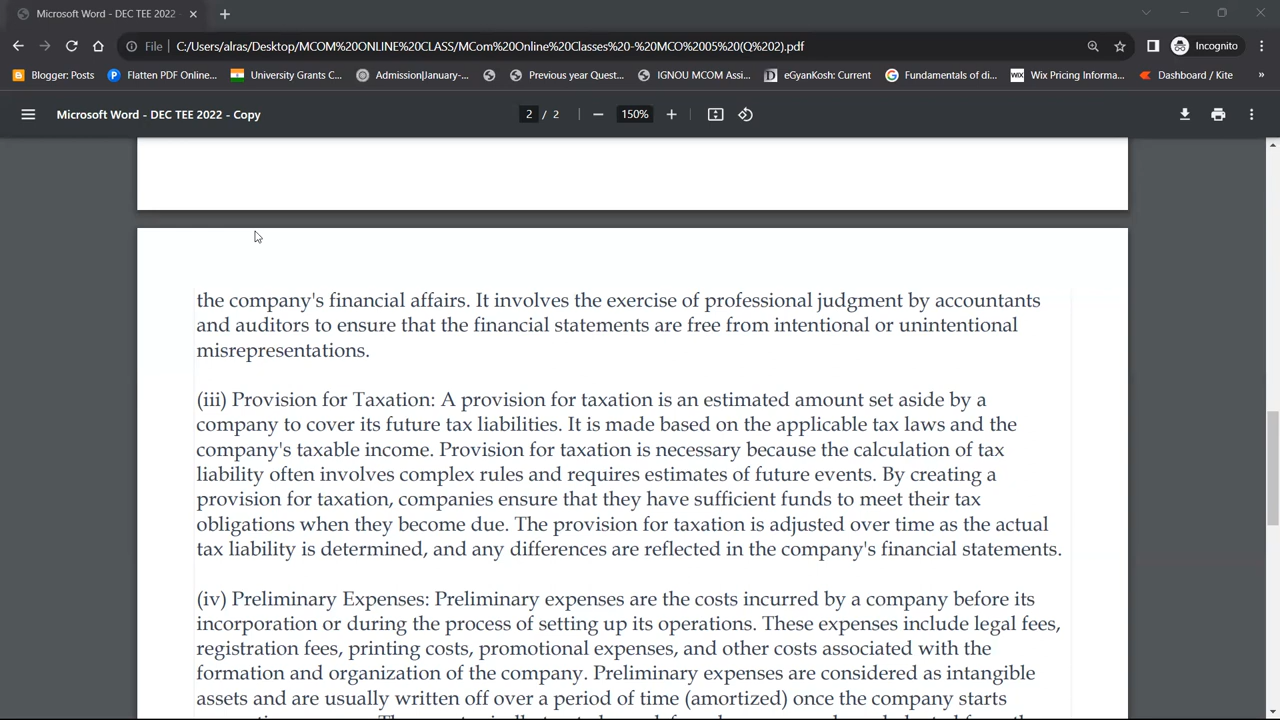 Microsoft Word - DEC TEE 2022
File
C:/Users/alras/Desktop/MCOM%20ONLINE%20CLASS/MCom%20Online%20Classes%20-%20MCO%2005%20(Q%202).pdf
Incognito
Blogger: Posts
Flatten PDF Online...
University Grants C...
Admission|January-...
Previous year Quest...
IGNOU MCOM Assi...
eGyanKosh: Current
Fundamentals of di...
WIX Wix Pricing Informa...
Dashboard / Kite
»
Microsoft Word - DEC TEE 2022 - Copy
2 / 2
150%
the company's financial affairs. It involves the exercise of professional judgment by accountants
and auditors to ensure that the financial statements are free from intentional or unintentional
misrepresentations.
(iii) Provision for Taxation: A provision for taxation is an estimated amount set aside by a
company to cover its future tax liabilities. It is made based on the applicable tax laws and the
company's taxable income. Provision for taxation is necessary because the calculation of tax
liability often involves complex rules and requires estimates of future events. By creating a
provision for taxation, companies ensure that they have sufficient funds to meet their tax
obligations when they become due. The provision for taxation is adjusted over time as the actual
tax liability is determined, and any differences are reflected in the company's financial statements.
(iv) Preliminary Expenses: Preliminary expenses are the costs incurred by a company before its
incorporation or during the process of setting up its operations. These expenses include legal fees,
registration fees, printing costs, promotional expenses, and other costs associated with the
formation and organization of the company. Preliminary expenses are considered as intangible
assets and are usually written off over a period of time (amortized) once the company starts